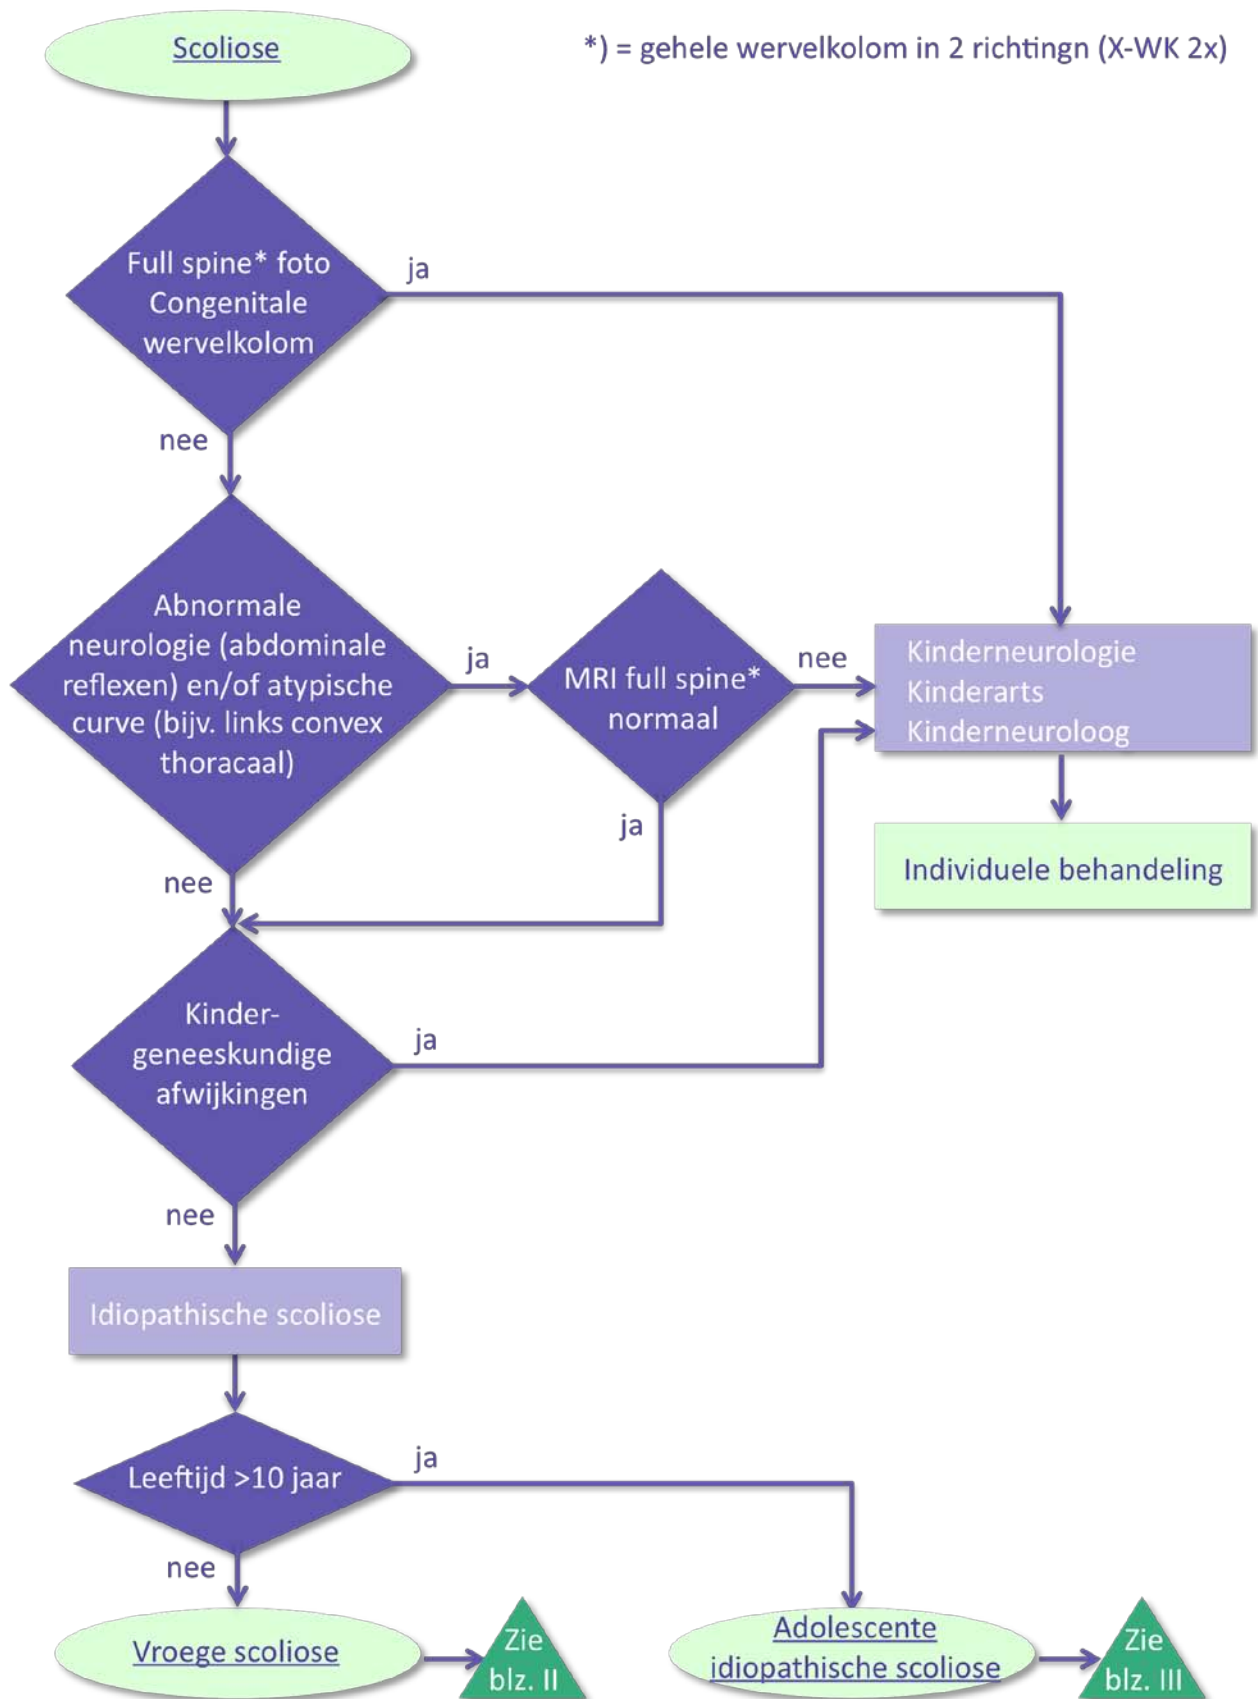 Scoliose
*) = gehele wervelkolom in 2 richtingn (X-WK 2x)
Full spine* foto
Congenitale
wervelkolom
ja
nee
Abnormale
neurologie (abdominale
reflexen) en/of atypische
curve (bijv. links convex
thoracaal)
ja
MRI full spine*
normaal
nee
Kinderneurologie
Kinderarts
Kinderneuroloog
ja
Individuele behandeling
nee
Kinder-
geneeskundige
afwijkingen
ja
nee
Idiopathische scoliose
Leeftijd >10 jaar
ja
nee
Vroege scoliose
Zie
blz. II
Adolescente
idiopathische scoliose
Zie
blz. III